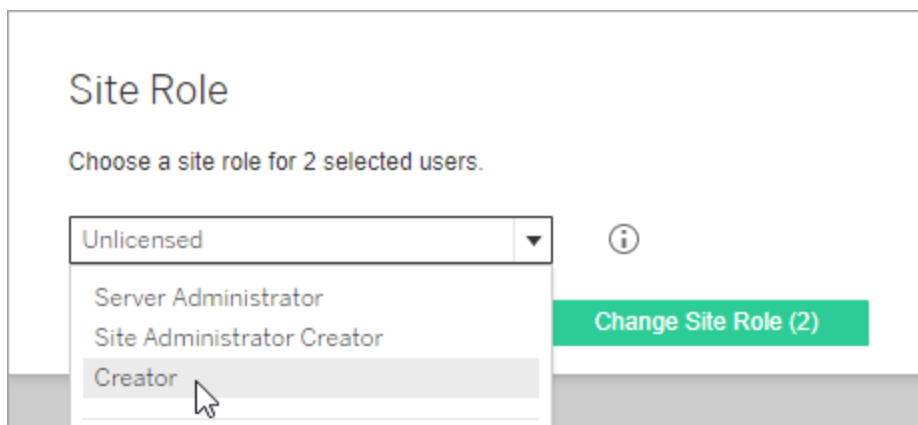 Site Role
Choose a site role for 2 selected users.
Unlicensed
Server Administrator
Site Administrator Creator
Change Site Role (2)
Creator